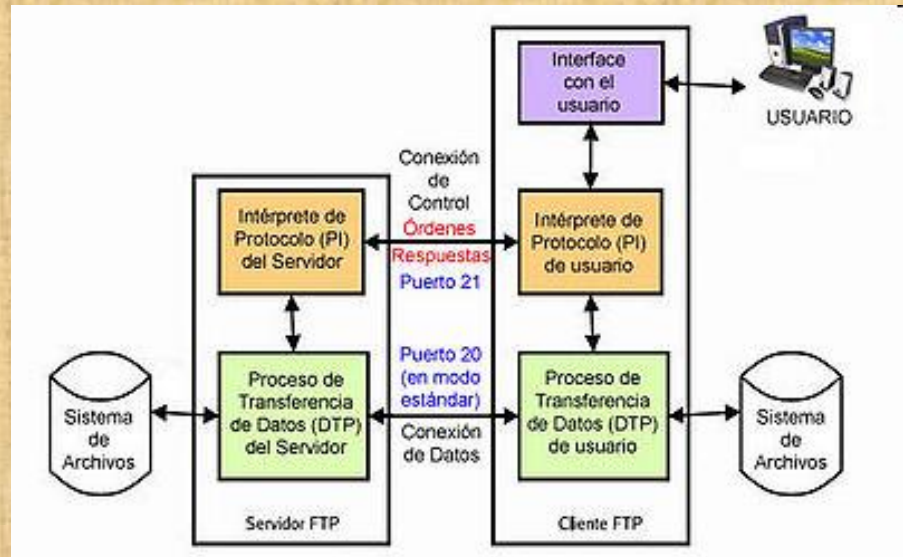 Interface
con el
usuario
USUARIO
Conexión
de
Control
Órdenes
Respuestas
Puerto 21
Intérprete de
Protocolo (PI)
del Servidor
Intérprete de
Protocolo (PI)
de usuario
Puerto 20
(en modo
estándar)
Conexión
de Datos
Sistema
de
Archivos
Proceso de
Transferencia
de Datos (DTP)
del Servidor
Proceso de
Transferencia
de Datos (DTP)
de usuario
Sistema
de
Archivos
Servidor FTP
Cliente FTP